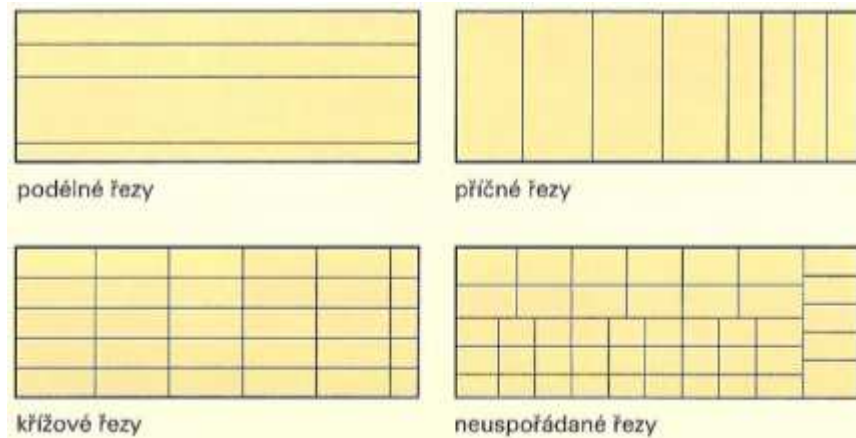 podélné řezy
příčné řezy
křížové řezy
neuspořádané řezy